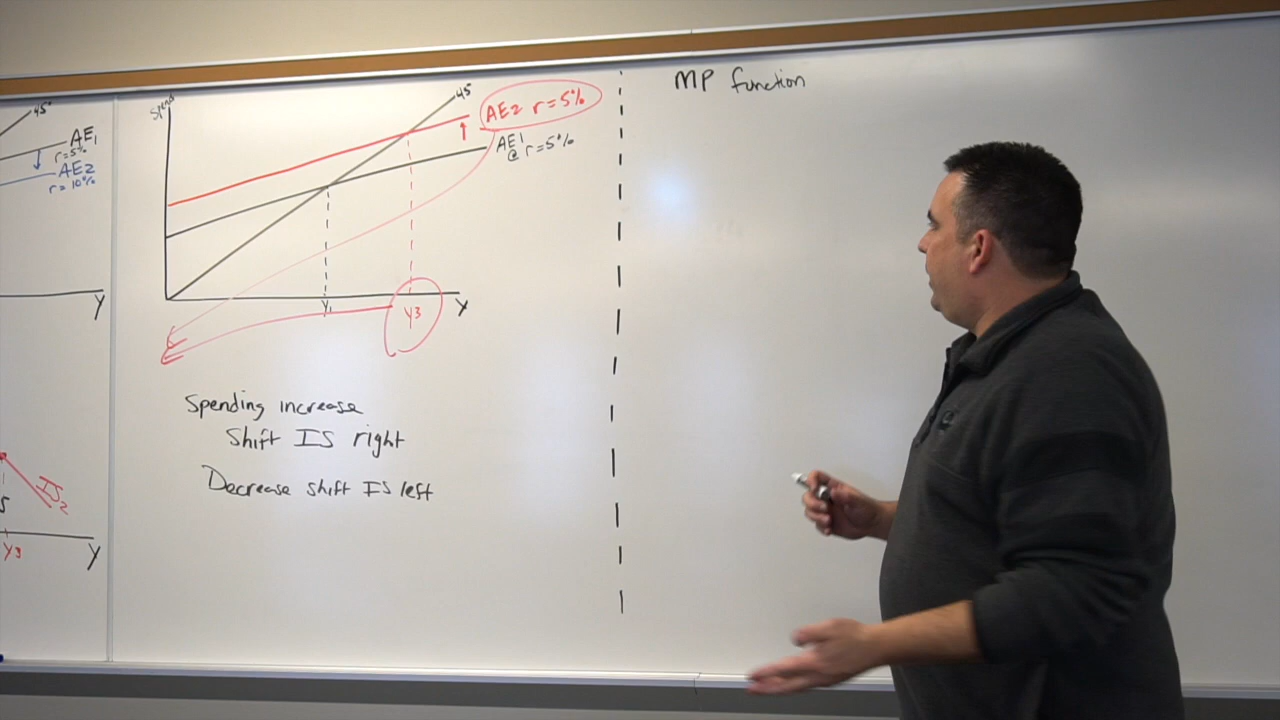 45°
AE1
r=5%
AE2
r=10%
Y
IS2
Y3
Y
Spend
45°
AE2 r=5%
AE1
@ r=5%
Y1
Y3
Y
Spending increase
Shift IS right
Decrease shift IS left
MP function